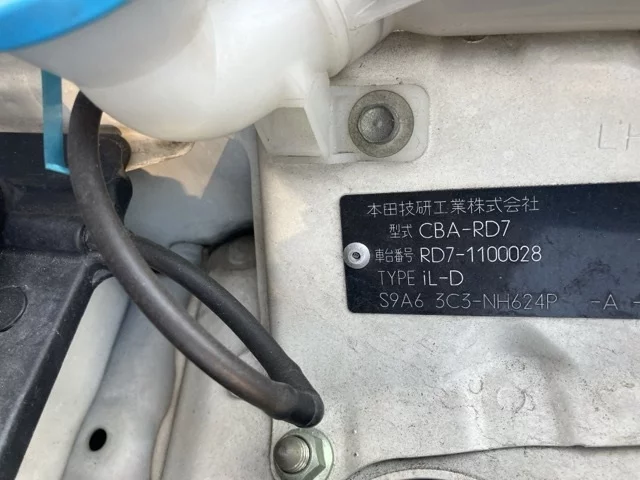 LH
本田技研工業株式会社
型式 CBA-RD7
車台番号 RD7-1100028
TYPE iL-D
S9A6 3C3-NH624P -A -